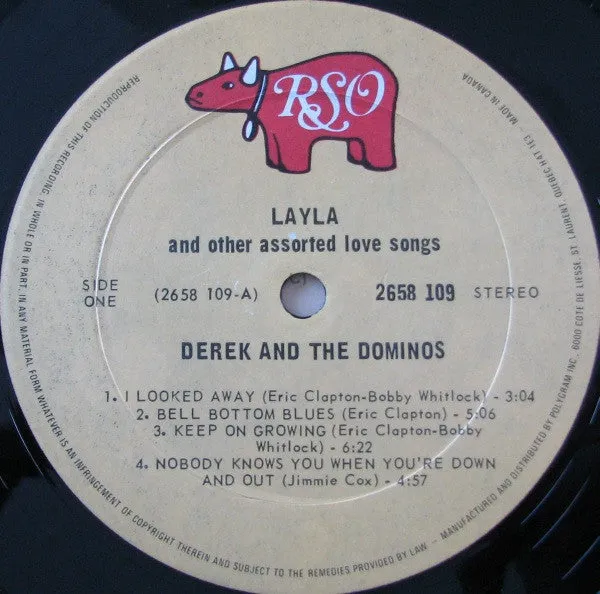 RSO
LAYLA
and other assorted love songs
SIDE
ONE
(2658 109-A)
2658 109
STEREO
DEREK AND THE DOMINOS
1. I LOOKED AWAY (Eric Clapton-Bobby Whitlock) - 3:04
2. BELL BOTTOM BLUES (Eric Clapton) - 5:06
3. KEEP ON GROWING (Eric Clapton-Bobby
Whitlock) - 6:22
4. NOBODY KNOWS YOU WHEN YOU'RE DOWN
AND OUT (Jimmie Cox) - 4:57
MADE IN CANADA
REPRODUCTION OF THIS RECORDING, IN WHOLE OR IN PART, IN ANY MATERIAL FORM WHATEVER IS AN INFRINGEMENT OF COPYRIGHT THEREIN AND SUBJECT TO THE REMEDIES PROVIDED BY LAW – MANUFACTURED AND DISTRIBUTED BY POLYGRAM INC., 6000 COTE DE LIESSE, ST. LAURENT, QUEBEC H4T 1E3